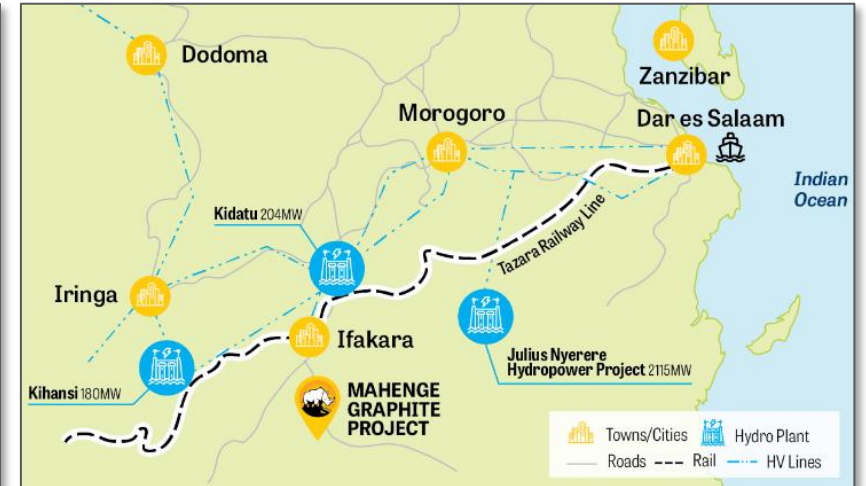 Dodoma
Zanzibar
Morogoro
Dar es Salaam
Indian
Ocean
Kidatu 204MW
Tazara Railway Line
Iringa
Ifakara
Julius Nyerere
Hydropower Project 2115MW
Kihansi 180MW
MAHENGE
GRAPHITE
PROJECT
Towns/Cities
Hydro Plant
Roads
Rail
HV Lines